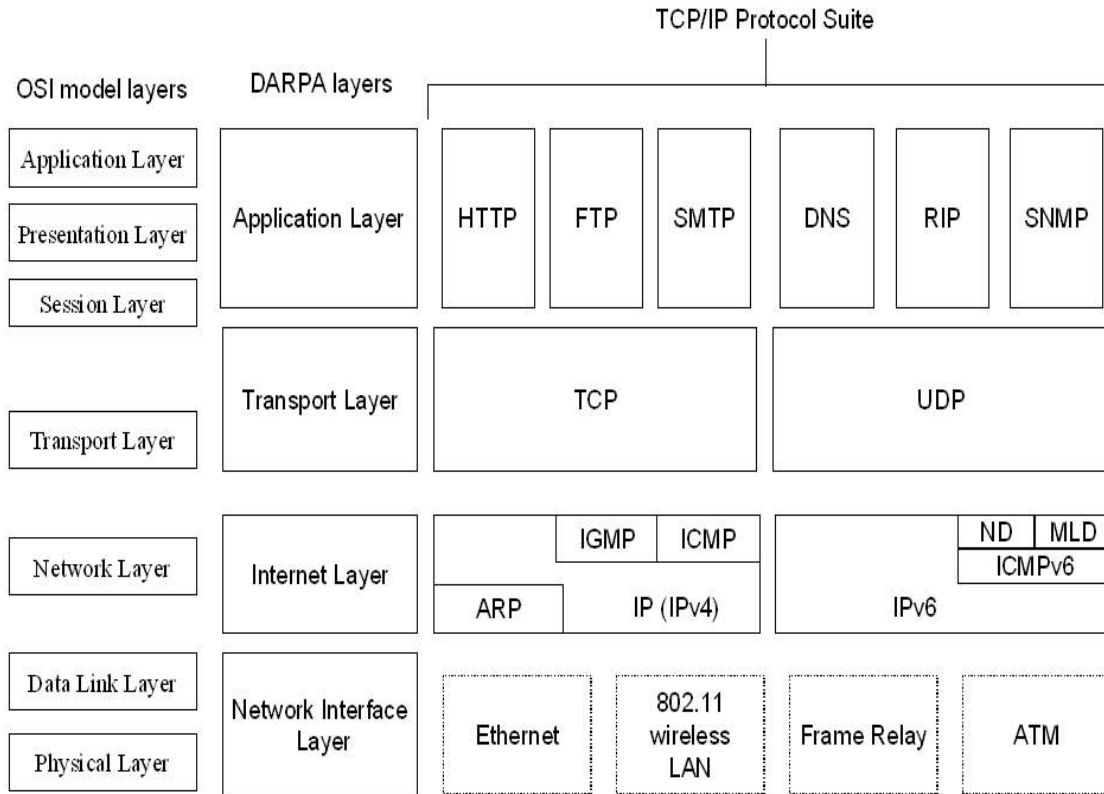 TCP/IP Protocol Suite
OSI model layers
DARPA layers
Application Layer
Presentation Layer
Session Layer
Application Layer
HTTP
FTP
SMTP
DNS
RIP
SNMP
Transport Layer
Transport Layer
TCP
UDP
Network Layer
Internet Layer
IGMP
ICMP
ARP
IP (IPv4)
ND
MLD
ICMPv6
IPv6
Data Link Layer
Physical Layer
Network Interface
Layer
Ethernet
802.11
wireless
LAN
Frame Relay
ATM